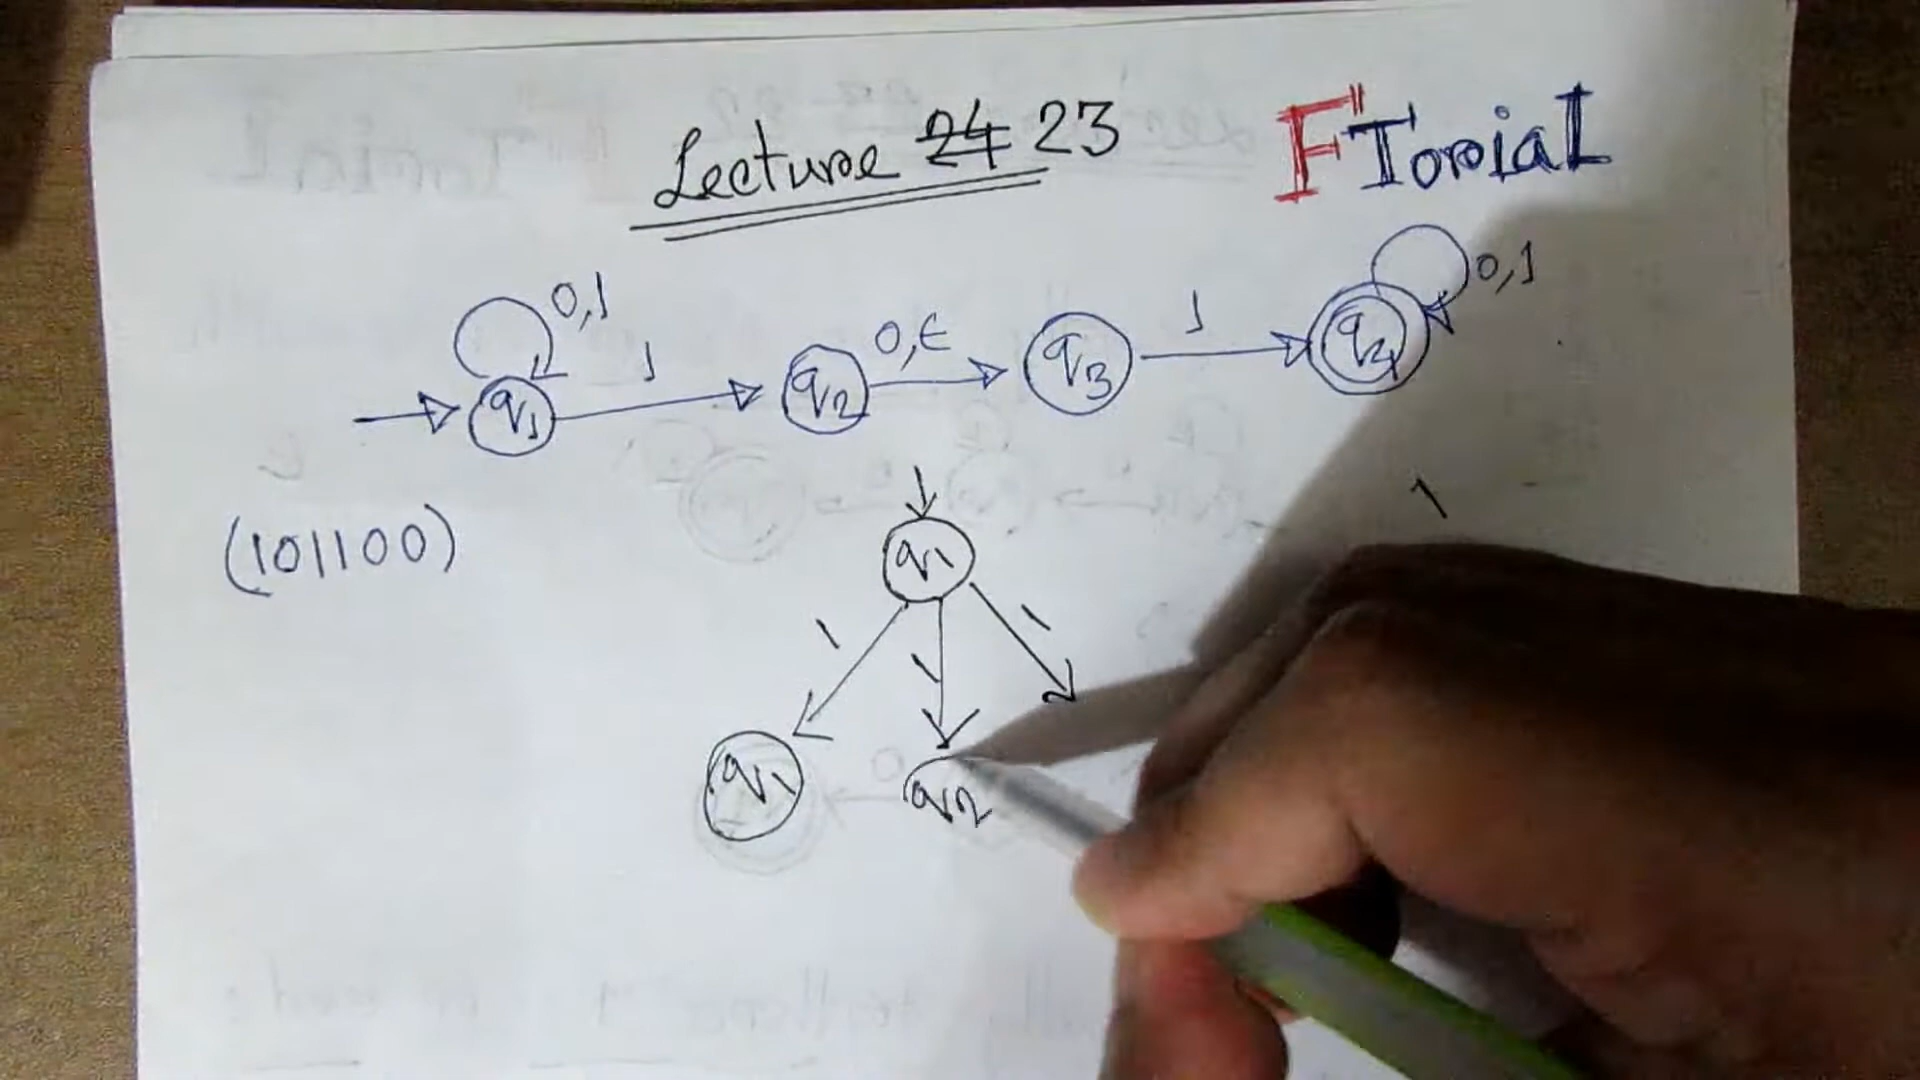 Lecture 24 23
FTorial
0,1 1 0,ϵ 1 0,1
q1 q2 q3 q4
(101100)
1
q1
1 1 1
q1 q2